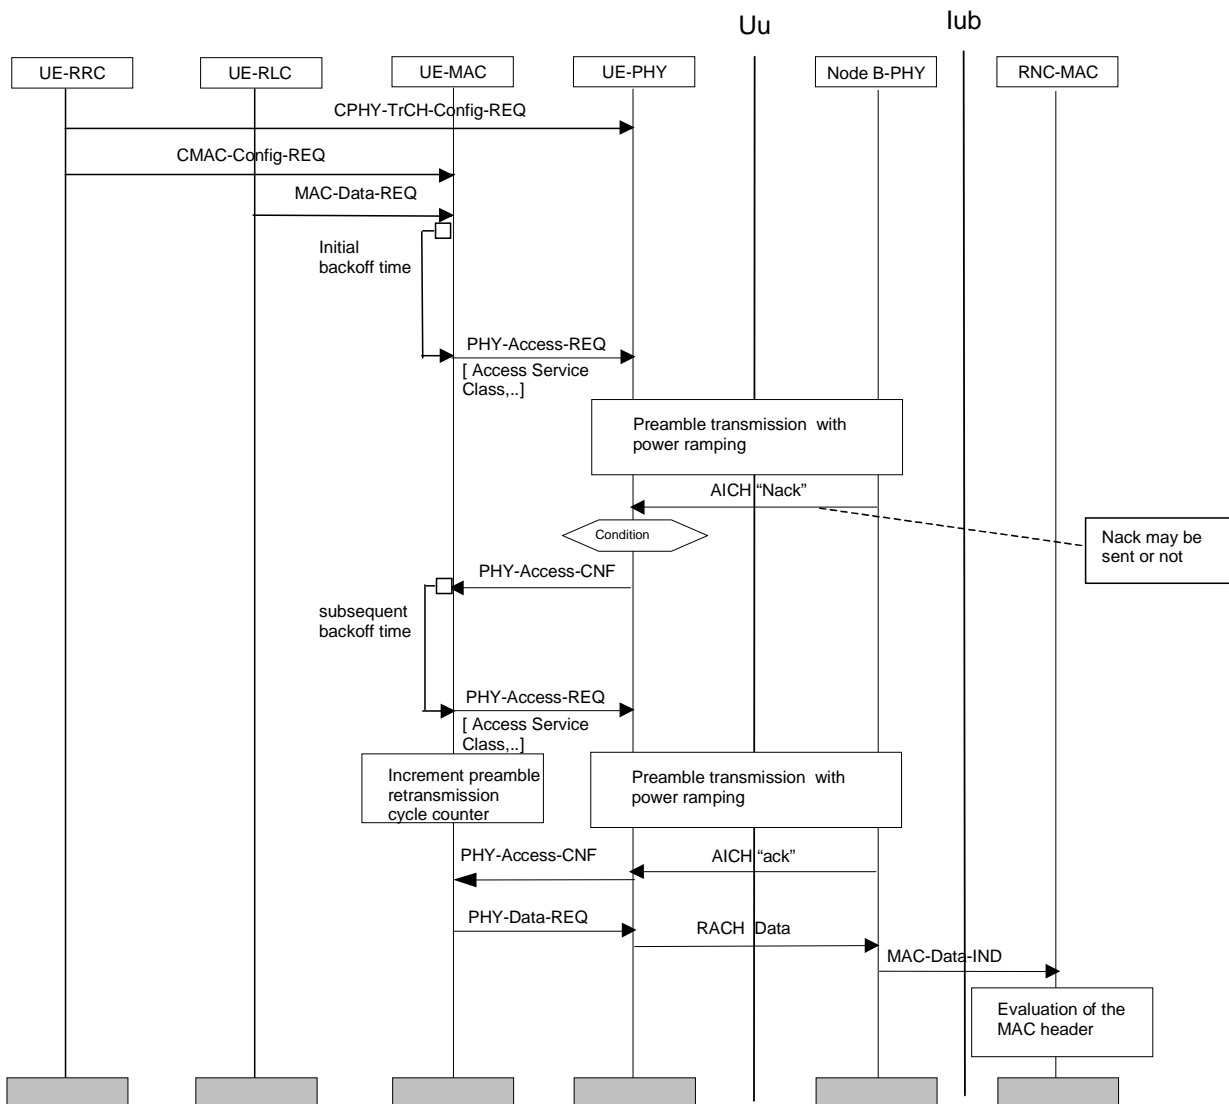 Uu
Iub
UE-RRC
UE-RLC
UE-MAC
UE-PHY
Node B-PHY
RNC-MAC
CPHY-TrCH-Config-REQ
CMAC-Config-REQ
MAC-Data-REQ
Initial
backoff time
PHY-Access-REQ
[ Access Service
Class,..]
Preamble transmission with
power ramping
AICH “Nack”
Condition
Nack may be
sent or not
PHY-Access-CNF
subsequent
backoff time
PHY-Access-REQ
[ Access Service
Class,..]
Increment preamble
retransmission
cycle counter
Preamble transmission with
power ramping
PHY-Access-CNF
AICH “ack”
PHY-Data-REQ
RACH Data
MAC-Data-IND
Evaluation of the
MAC header